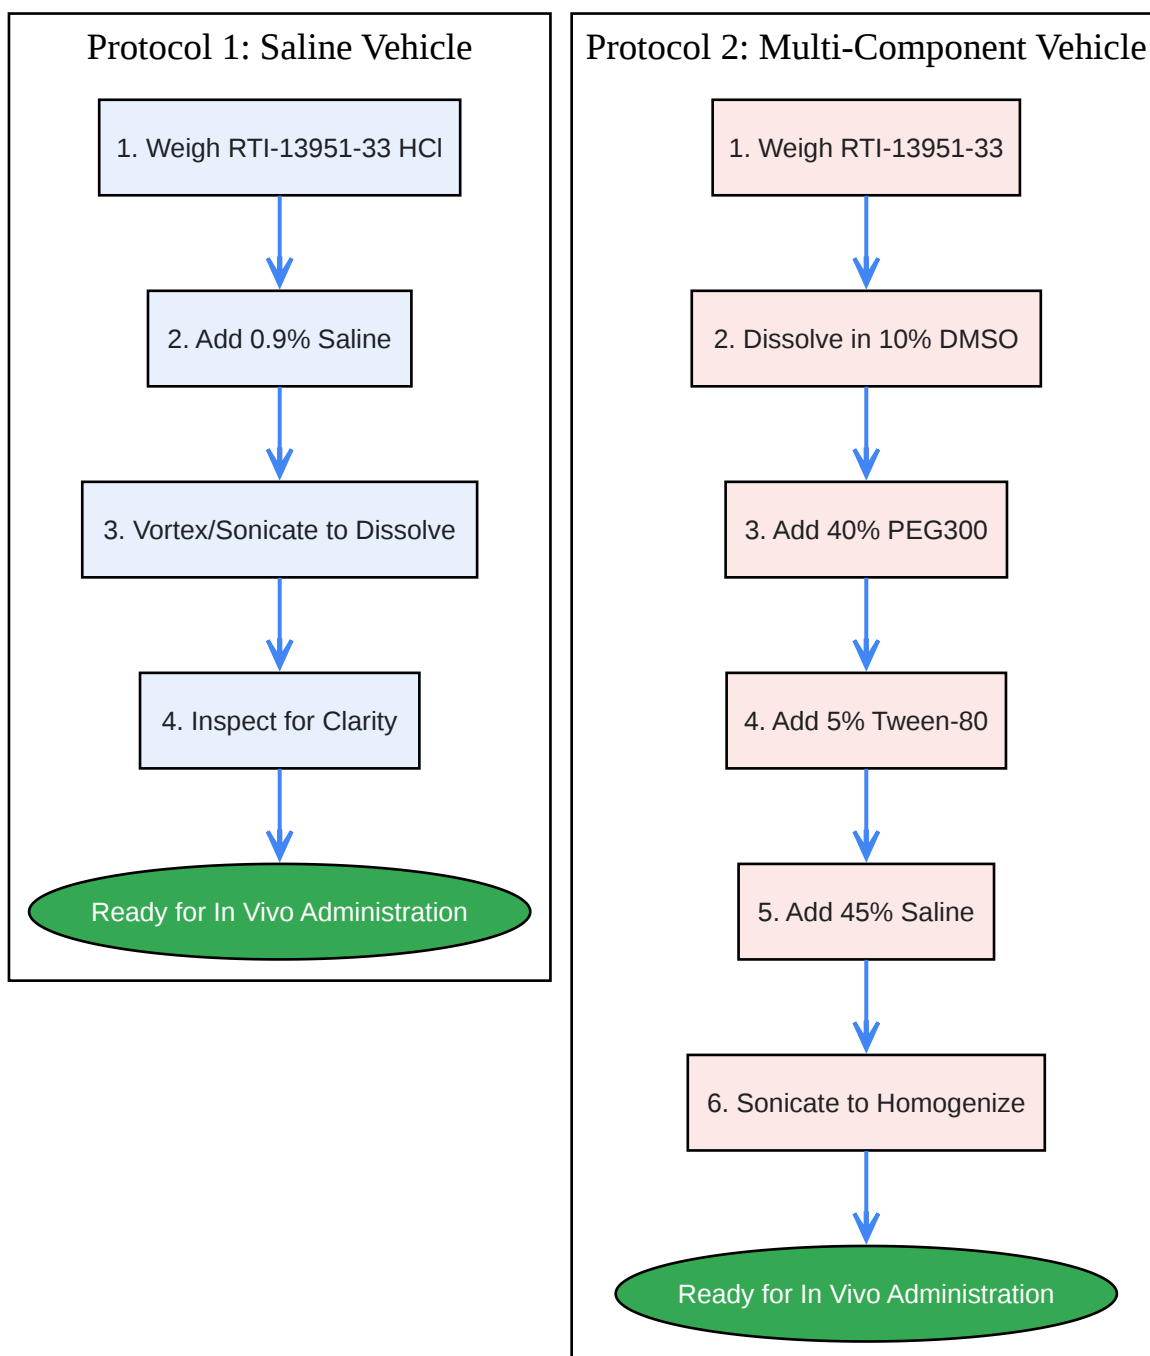 Protocol 1: Saline Vehicle
1. Weigh RTI-13951-33 HCl
2. Add 0.9% Saline
3. Vortex/Sonicate to Dissolve
4. Inspect for Clarity
Ready for In Vivo Administration
Protocol 2: Multi-Component Vehicle
1. Weigh RTI-13951-33
2. Dissolve in 10% DMSO
3. Add 40% PEG300
4. Add 5% Tween-80
5. Add 45% Saline
6. Sonicate to Homogenize
Ready for In Vivo Administration